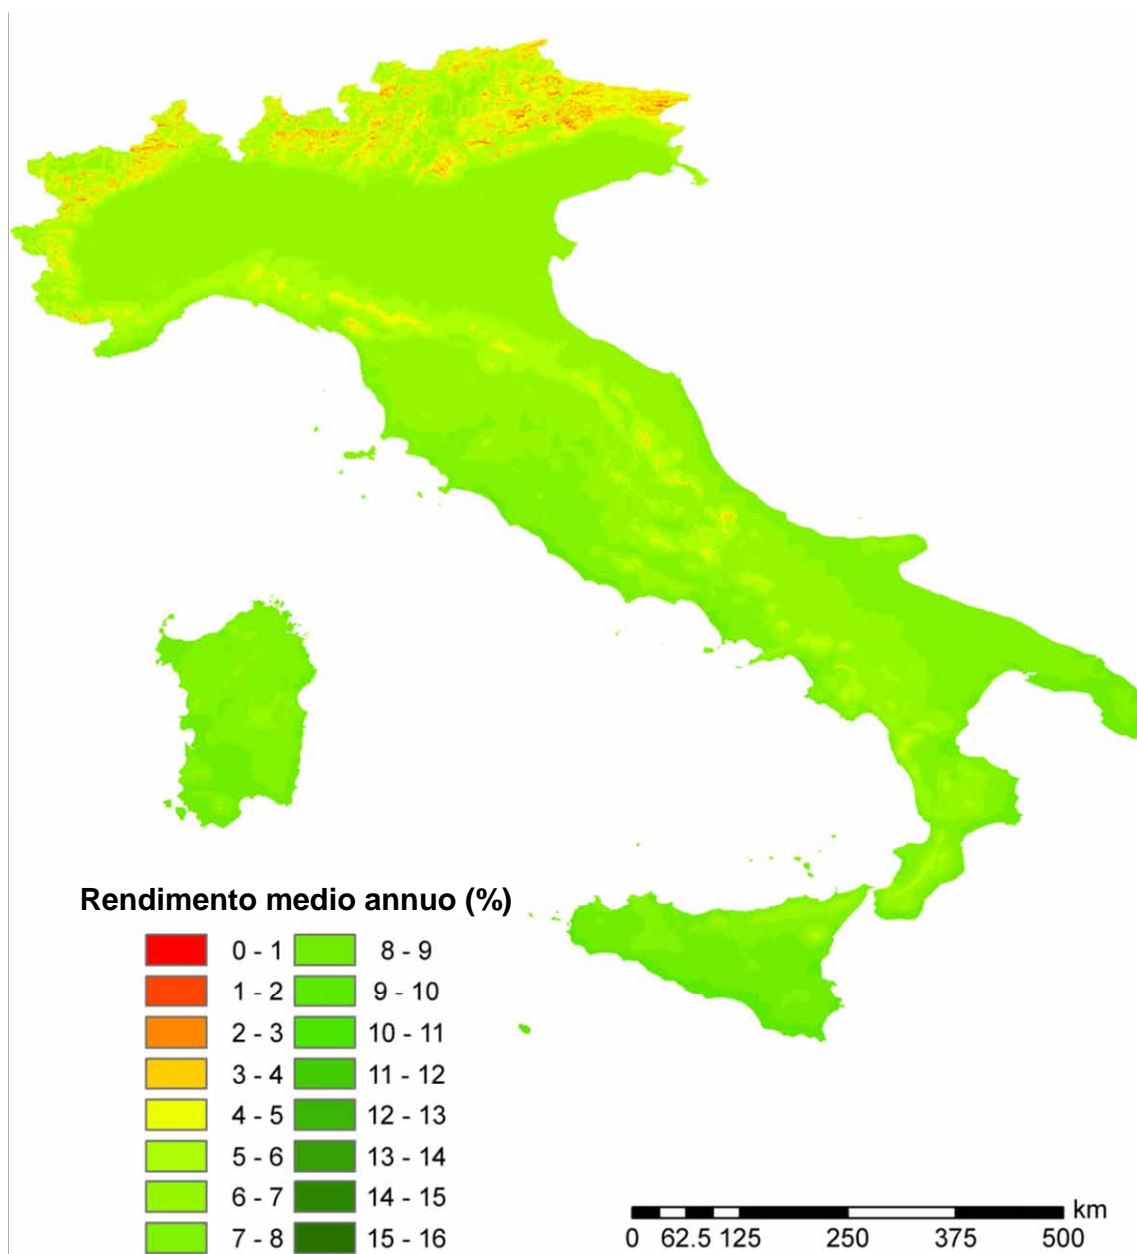 Rendimento medio annuo (%)
0 - 1 8 - 9
1 - 2 9 - 10
2 - 3 10 - 11
3 - 4 11 - 12
4 - 5 12 - 13
5 - 6 13 - 14
6 - 7 14 - 15
7 - 8 15 - 16
km
0 62.5 125 250 375 500